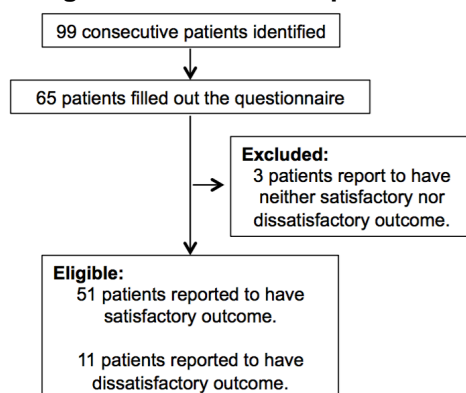 99 consecutive patients identified
65 patients filled out the questionnaire
Excluded:
3 patients report to have
neither satisfactory nor
dissatisfactory outcome.
Eligible:
51 patients reported to have
satisfactory outcome.
11 patients reported to have
dissatisfactory outcome.